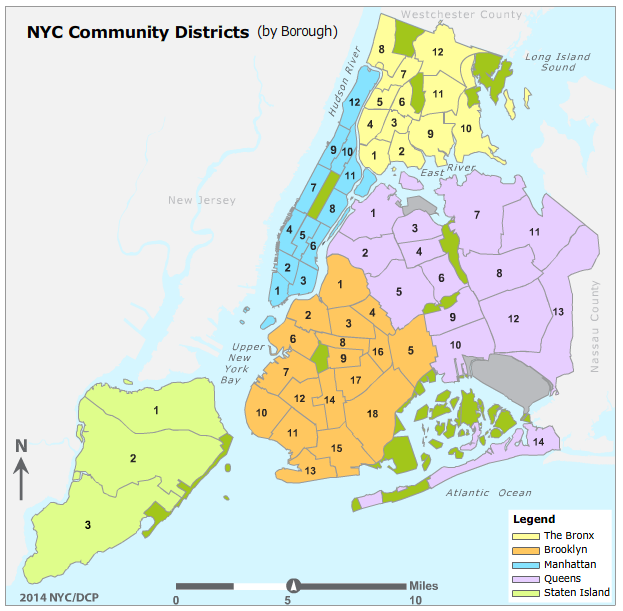 NYC Community Districts (by Borough)
Westchester County
Long Island
Sound
Hudson River
New Jersey
East River
Nassau County
Upper
New
York
Bay
Atlantic Ocean
8
12
7
11
5
6
4
3
9
10
1
2
12
9
10
11
7
8
4
5
6
2
3
1
1
3
7
11
2
4
8
5
6
9
12
13
10
14
1
2
3
4
6
8
9
16
5
7
17
12
14
10
18
11
15
13
1
2
3
N
Legend
The Bronx
Brooklyn
Manhattan
Queens
Staten Island
2014 NYC/DCP
Miles
0
5
10